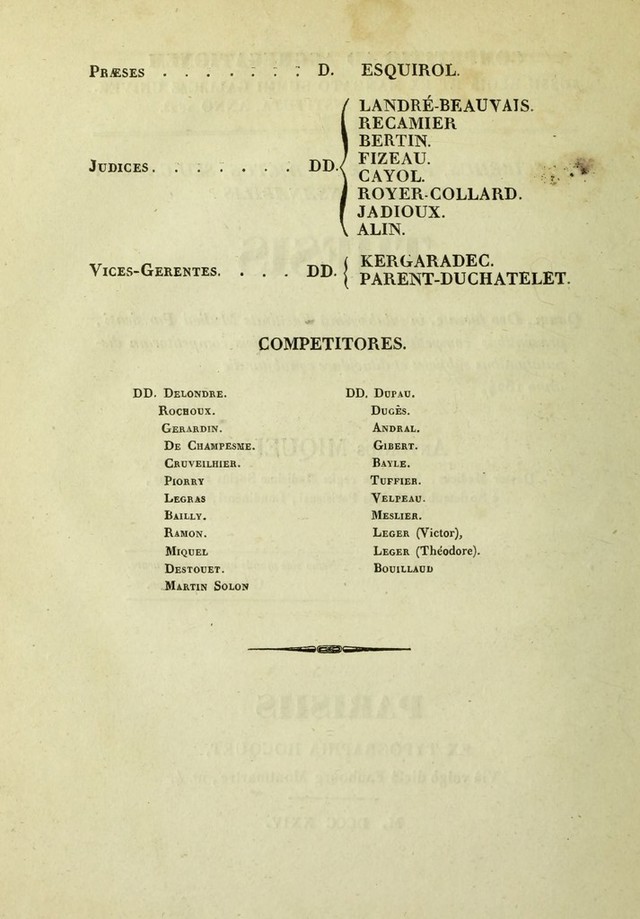 PRÆSES . . . . . . . : D. ESQUIROL.
JUDICES. . . . . . . DD.
LANDRÉ-BEAUVAIS.
RECAMIER
BERTIN.
FIZEAU.
CAYOL.
ROYER-COLLARD.
JADIOUX.
ALIN.
VICES-GERENTES. . . . DD.
KERGARADEC.
PARENT-DUCHATELET.
COMPETITORES.
DD. DELONDRE.
ROCHOUX.
GERARDIN.
DE CHAMPESME.
CRUVEILHIER.
PIORRY
LEGRAS
BAILLY.
RAMON.
MIQUEL
DESTOUET.
MARTIN SOLON
DD. DUPAU.
DUGÈS.
ANDRAL.
GIBERT.
BAYLE.
TUFFIER.
VELPEAU.
MESLIER.
LEGER (Victor),
LEGER (Théodore).
BOUILLAUD